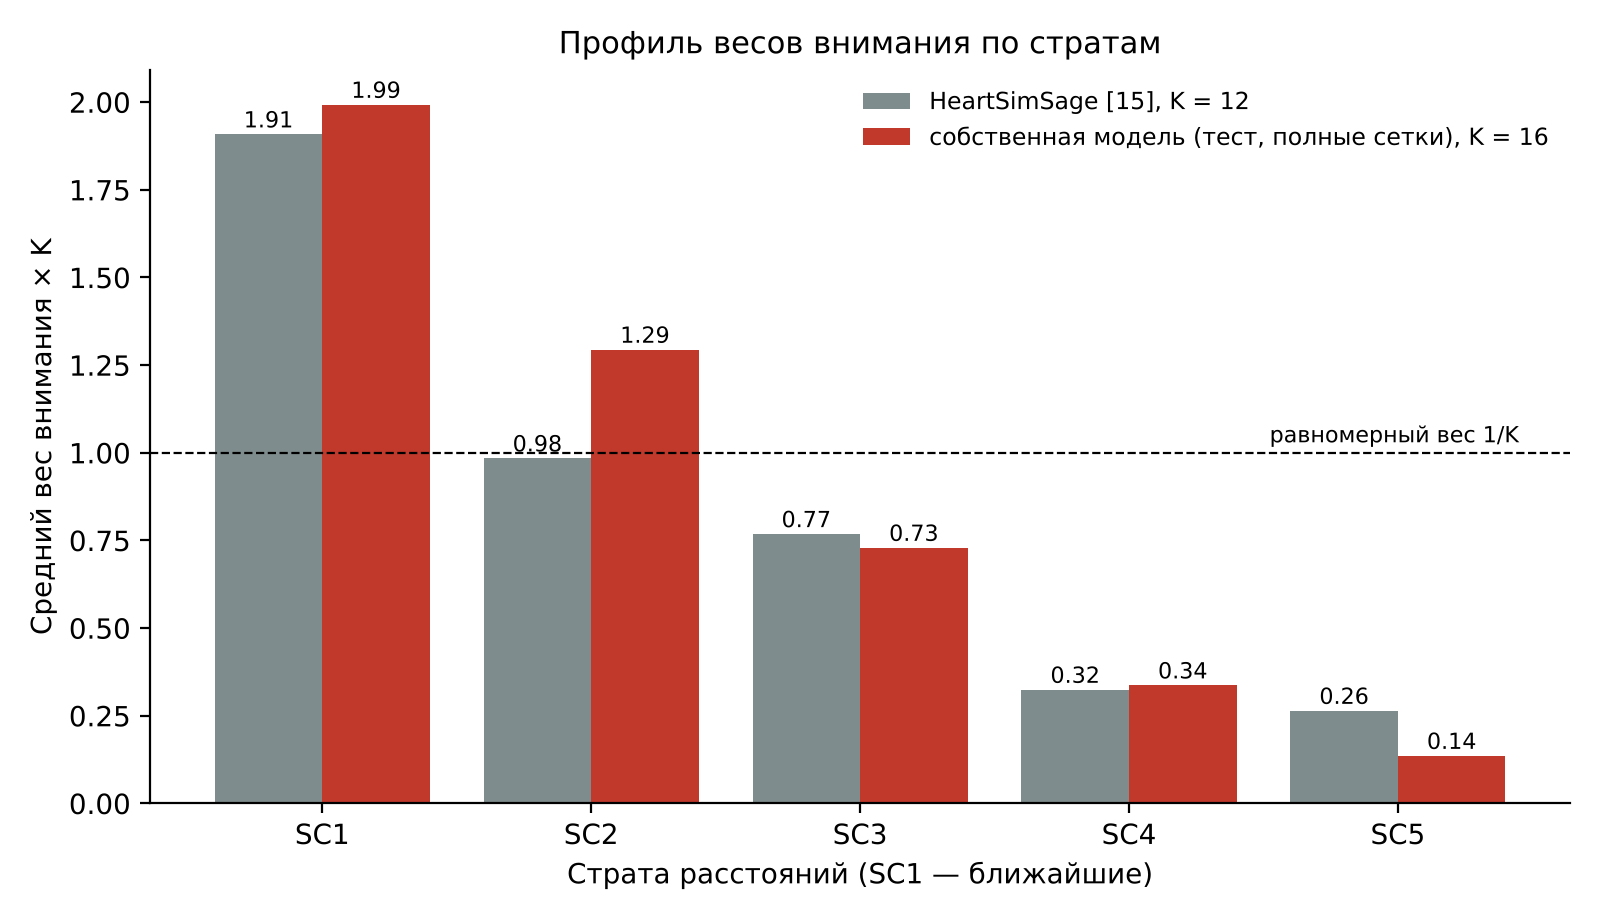 Профиль весов внимания по стратам
HeartSimSage [15], K = 12
собственная модель (тест, полные сетки), K = 16
Средний вес внимания × K
2.00
1.75
1.50
1.25
1.00
0.75
0.50
0.25
0.00
1.91
1.99
0.98
1.29
0.77
0.73
0.32
0.34
0.26
0.14
равномерный вес 1/K
SC1
SC2
SC3
SC4
SC5
Страта расстояний (SC1 — ближайшие)